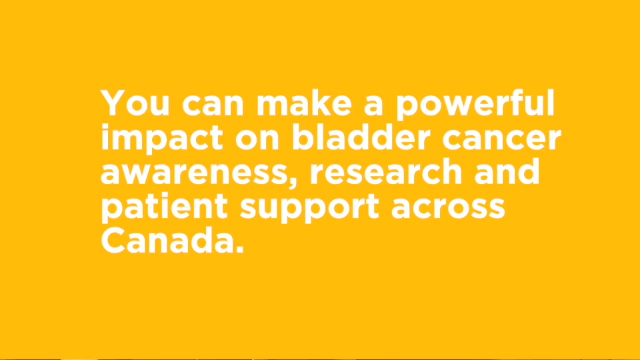 You can make a powerful
impact on bladder cancer
awareness, research and
patient support across
Canada.